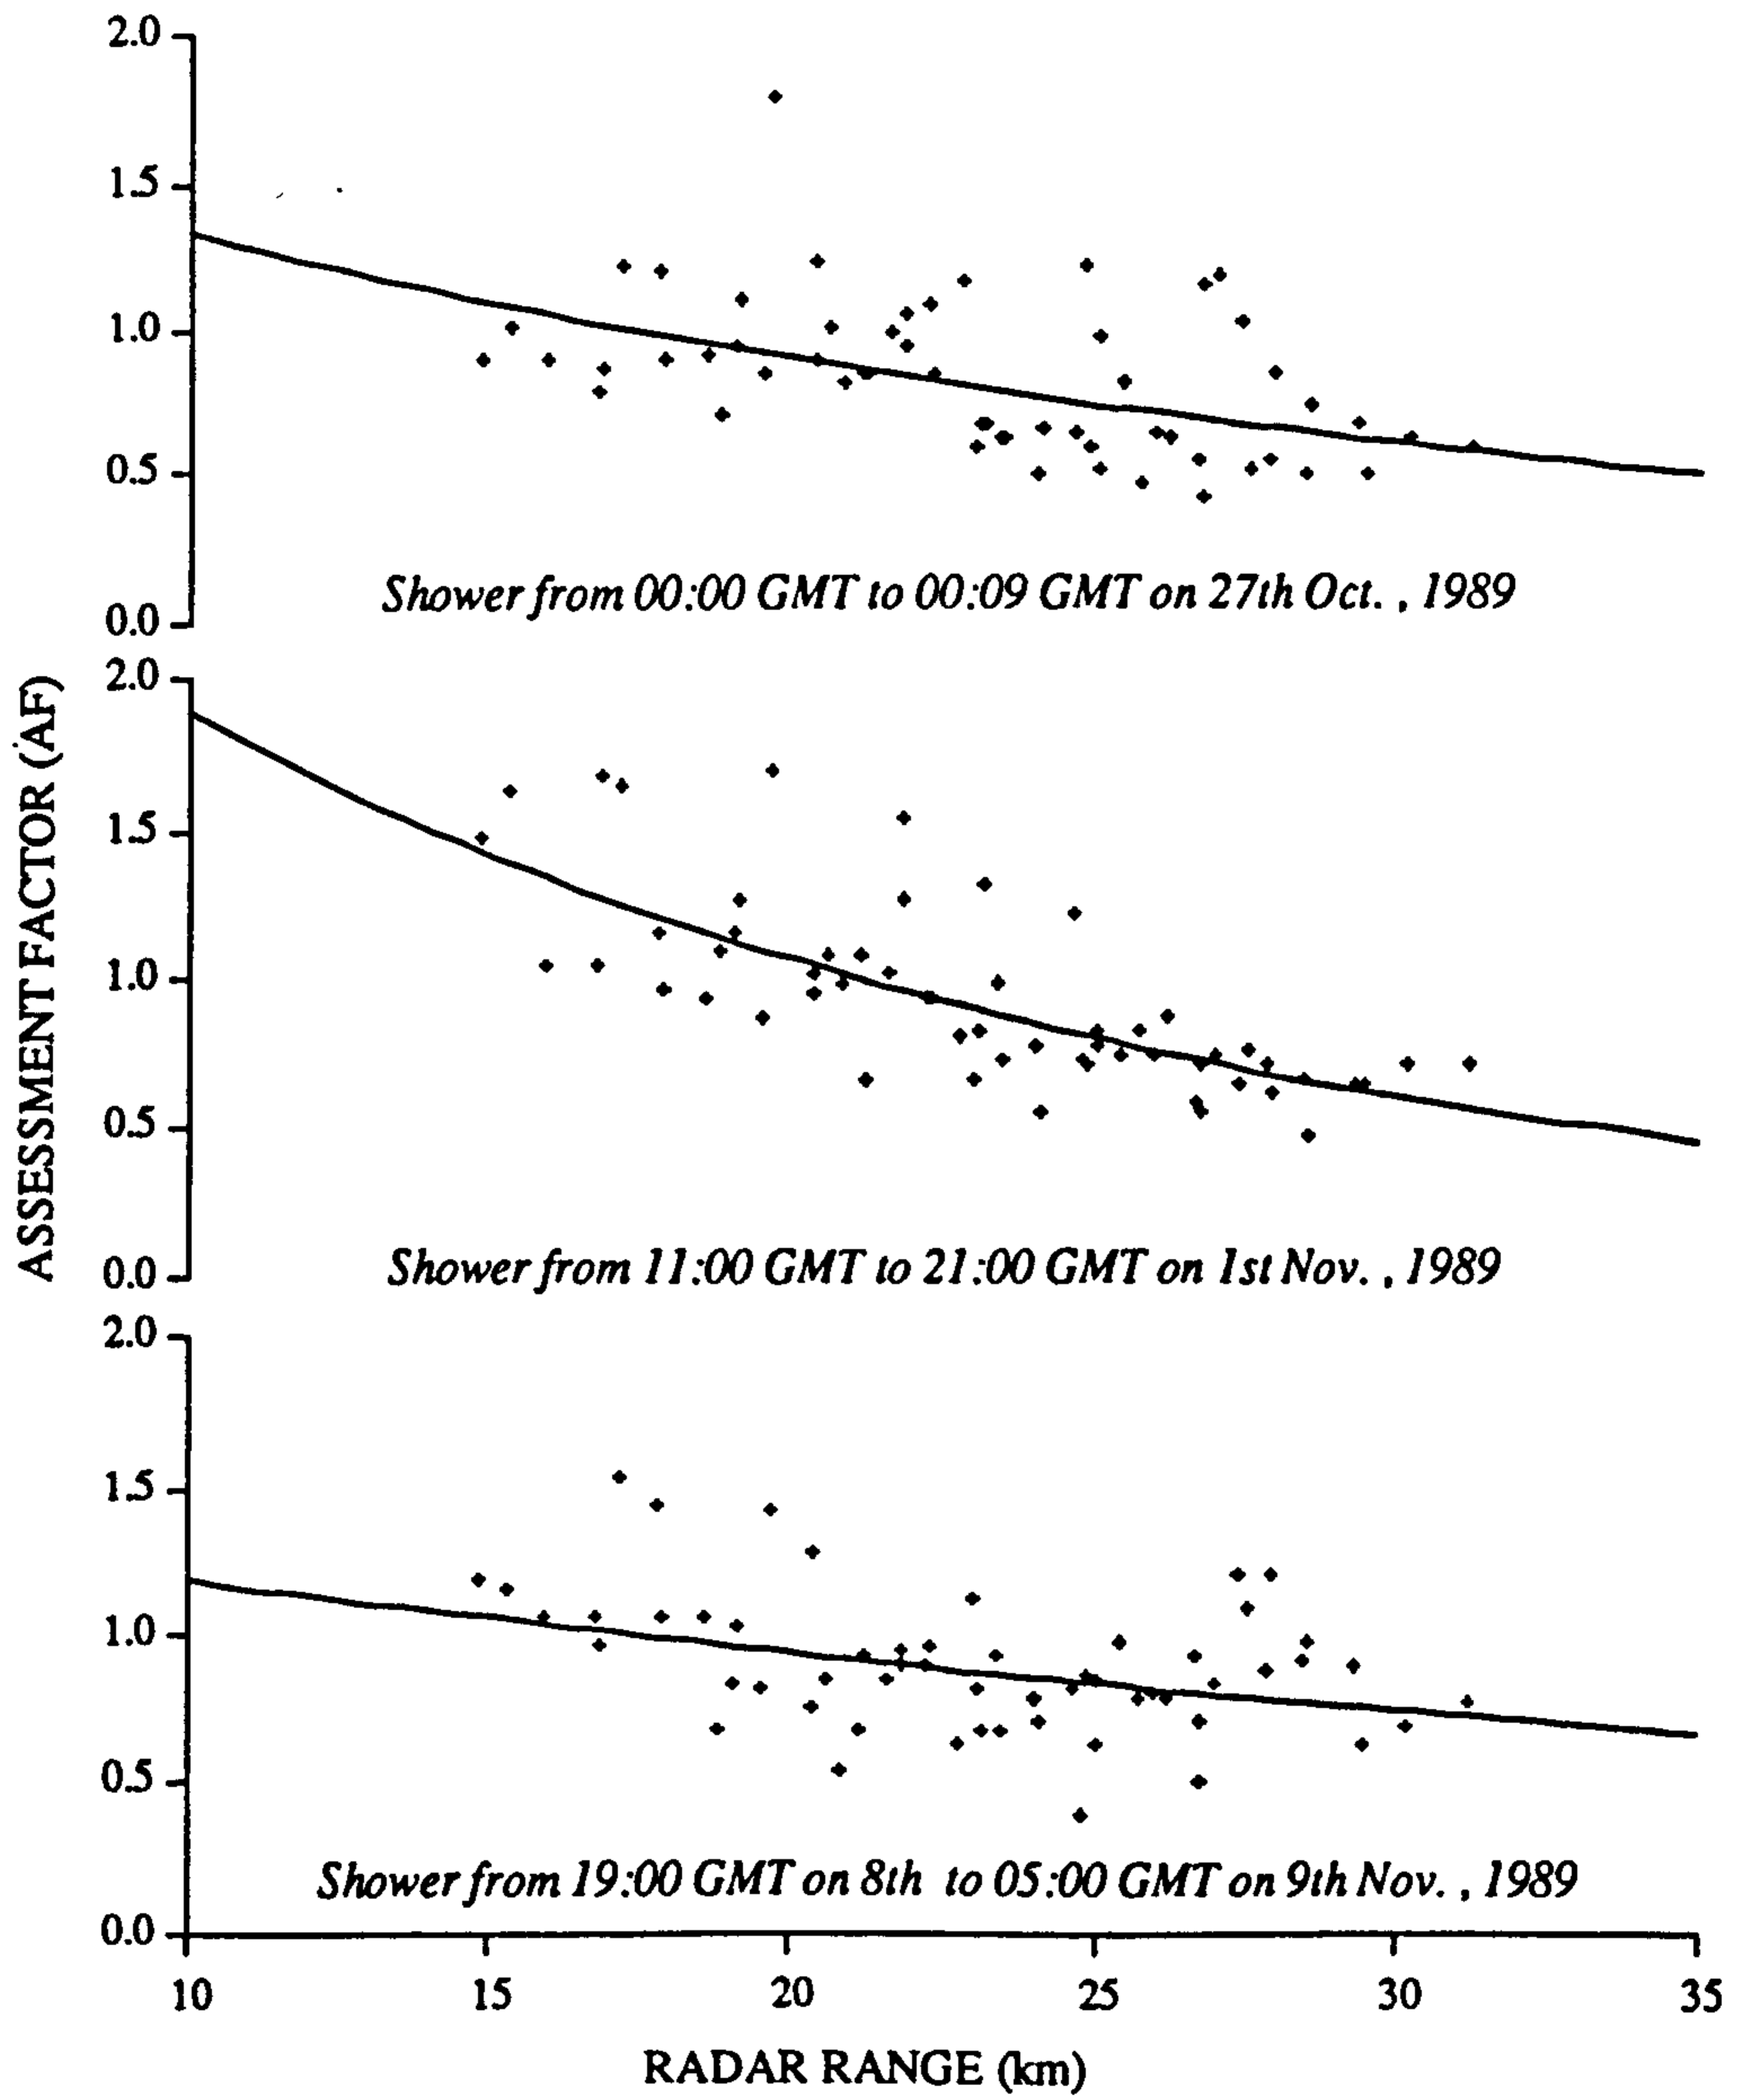 2.0
1.5
1.0
0.5
0.0
Shower from 00:00 GMT to 00:09 GMT on 27th Oct. , 1989
ASSESSMENT FACTOR (AF)
2.0
1.5
1.0
0.5
0.0
Shower from 11:00 GMT to 21:00 GMT on 1st Nov. , 1989
2.0
1.5
1.0
0.5
0.0
Shower from 19:00 GMT on 8th to 05:00 GMT on 9th Nov. , 1989
10 15 20 25 30 35
RADAR RANGE (km)